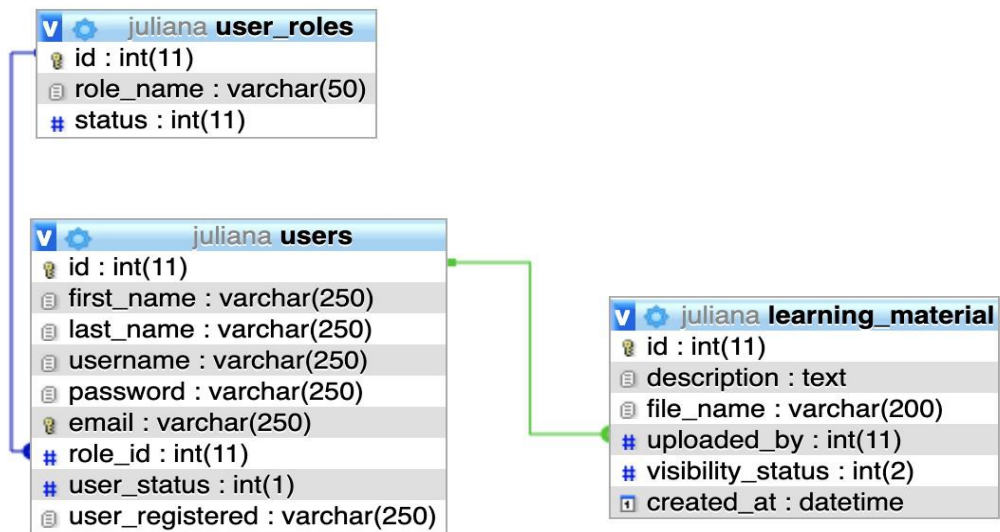 juliana user_roles
id : int(11)
role_name : varchar(50)
# status : int(11)
juliana users
id : int(11)
first_name : varchar(250)
last_name : varchar(250)
username : varchar(250)
password : varchar(250)
email : varchar(250)
# role_id : int(11)
# user_status : int(1)
user_registered : varchar(250)
juliana learning_material
id : int(11)
description : text
file_name : varchar(200)
# uploaded_by : int(11)
# visibility_status : int(2)
created_at : datetime